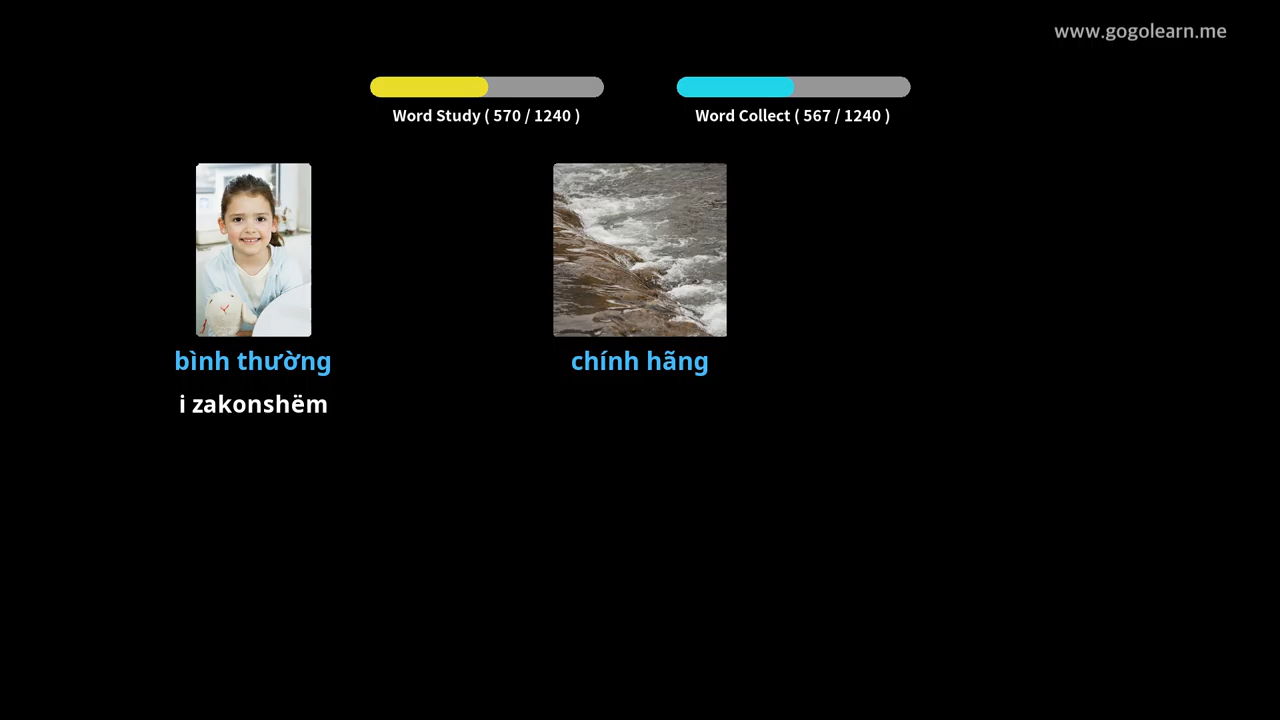 www.gogolearn.me
Word Study ( 570 / 1240 )
Word Collect ( 567 / 1240 )
bình thường
chính hãng
i zakonshëm